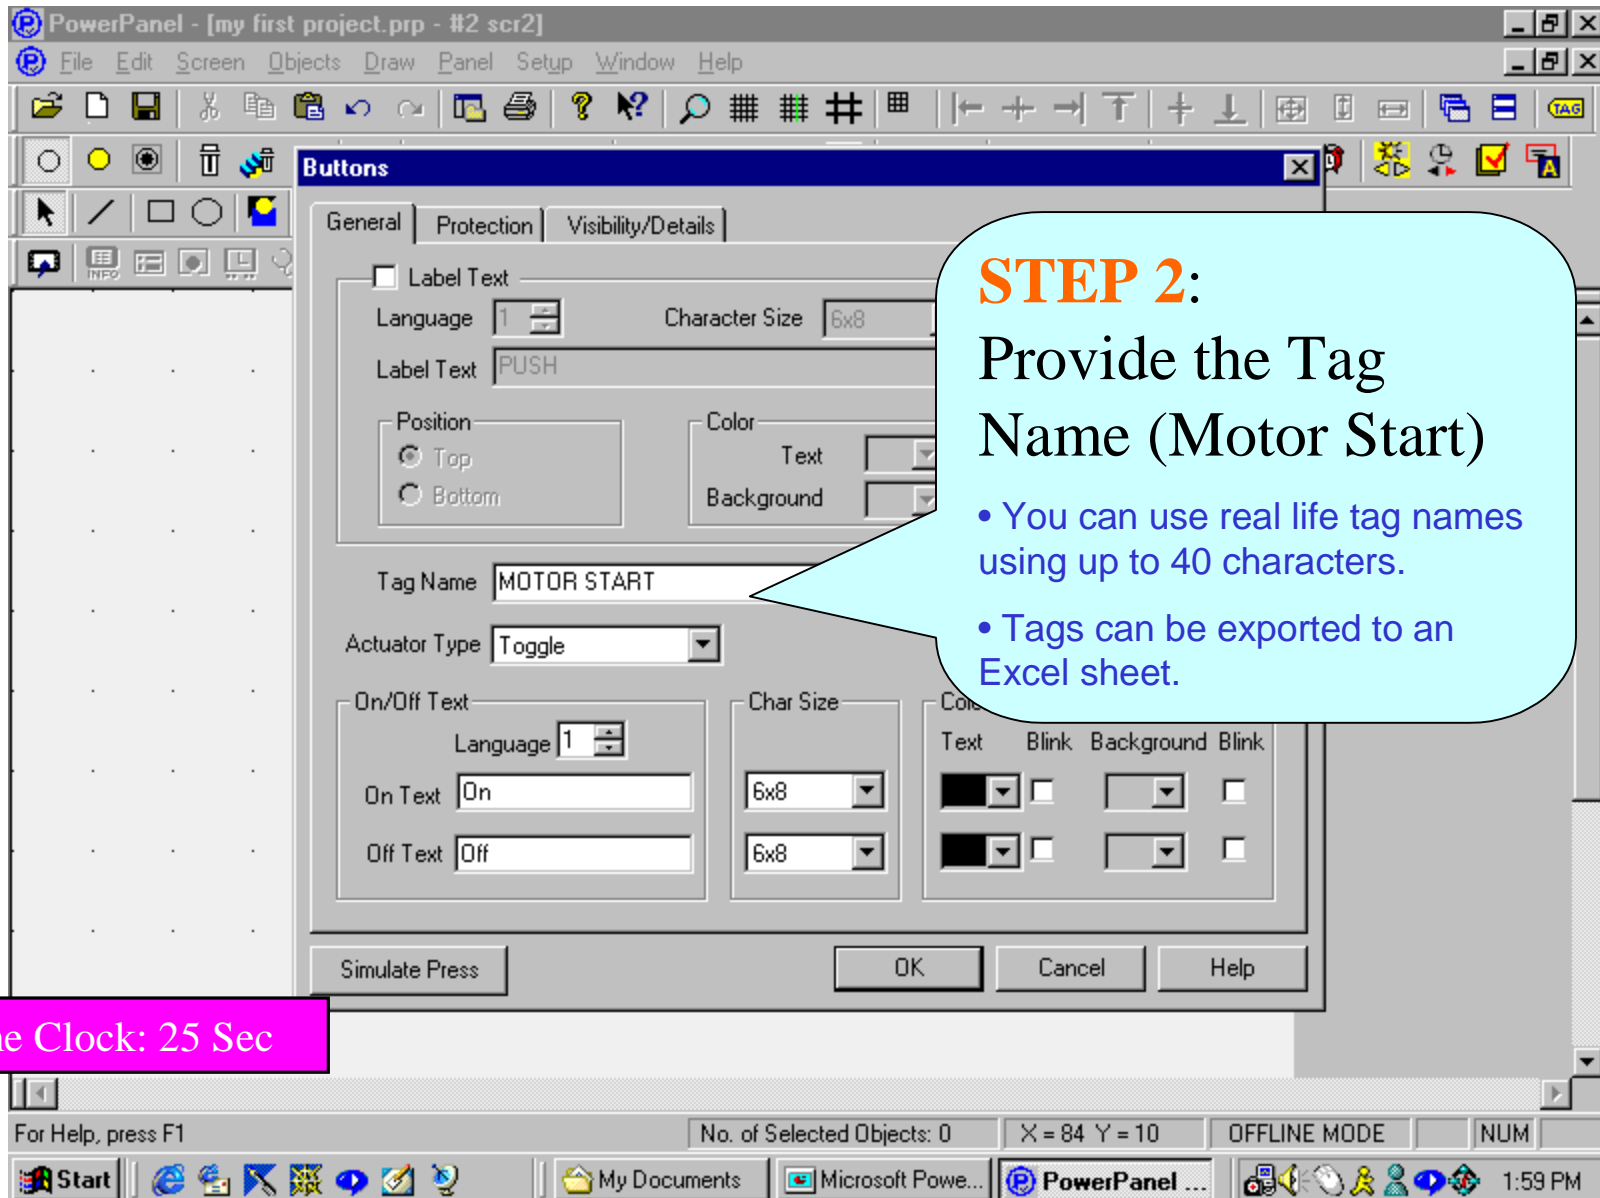 PowerPanel - [my first project.prp - #2 scr2]
File Edit Screen Objects Draw Panel Setup Window Help
TAG
Buttons
General Protection Visibility/Details
INFO
Label Text
Language 1 Character Size 6x8
Label Text PUSH
Position Color
Top Text
Bottom Background
STEP 2:
Provide the Tag
Name (Motor Start)
• You can use real life tag names
using up to 40 characters.
• Tags can be exported to an
Excel sheet.
Tag Name MOTOR START
Actuator Type Toggle
On/Off Text Char Size
Language 1 Text Blink Background Blink
On Text On 6x8
Off Text Off 6x8
Simulate Press OK Cancel Help
Clock: 25 Sec
For Help, press F1 No. of Selected Objects: 0 X = 84 Y = 10 OFFLINE MODE NUM
Start My Documents Microsoft Powe... PowerPanel ... 1:59 PM